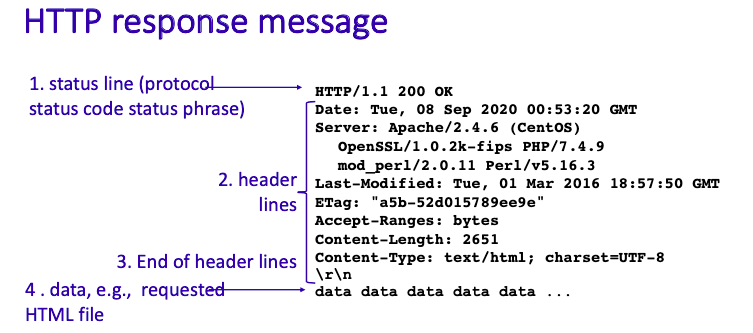 HTTP response message
1. status line (protocol
status code status phrase)
HTTP/1.1 200 OK
Date: Tue, 08 Sep 2020 00:53:20 GMT
Server: Apache/2.4.6 (CentOS)
OpenSSL/1.0.2k-fips PHP/7.4.9
mod_perl/2.0.11 Perl/v5.16.3
2. header
lines
Last-Modified: Tue, 01 Mar 2016 18:57:50 GMT
ETag: "a5b-52d015789ee9e"
Accept-Ranges: bytes
Content-Length: 2651
Content-Type: text/html; charset=UTF-8
3. End of header lines
\r\n
4 . data, e.g., requested
HTML file
data data data data data ...